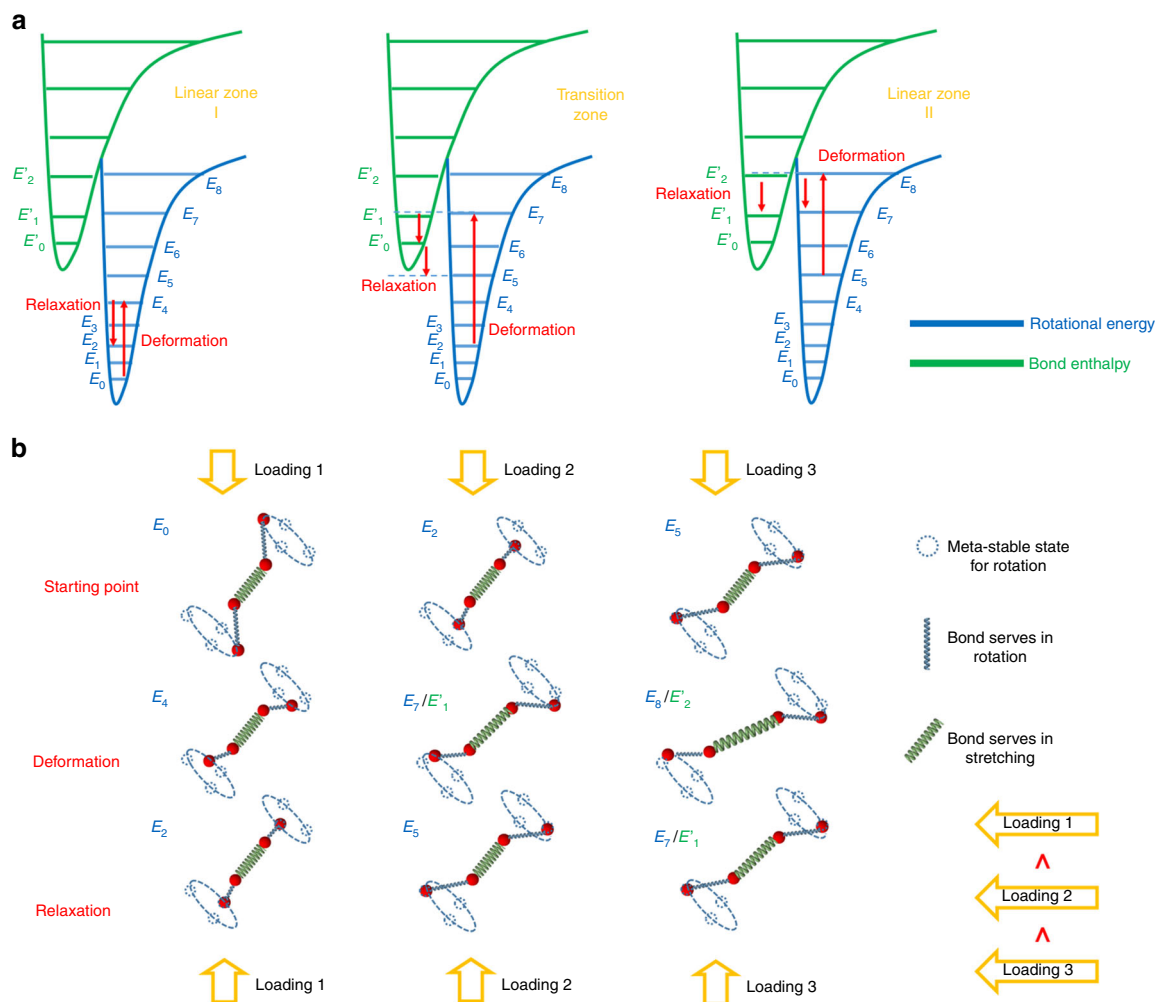 a
Linear zone
I
E'2
E'1
E'0
E8
E7
E6
E5
E4
E3
E2
E1
E0
Relaxation
Deformation
Transition
zone
E'2
E'1
E'0
E8
E7
E6
E5
E4
E3
E2
E1
E0
Relaxation
Deformation
Linear zone
II
Deformation
Relaxation
E'2
E'1
E'0
E8
E7
E6
E5
E4
E3
E2
E1
E0
Rotational energy
Bond enthalpy
b
Loading 1
Loading 2
Loading 3
E0
E2
E5
Starting point
E4
E7/E'1
E8/E'2
Deformation
E2
E5
E7/E'1
Relaxation
Loading 1
Loading 2
Loading 3
Meta-stable state
for rotation
Bond serves in
rotation
Bond serves in
stretching
Loading 1
<
Loading 2
<
Loading 3